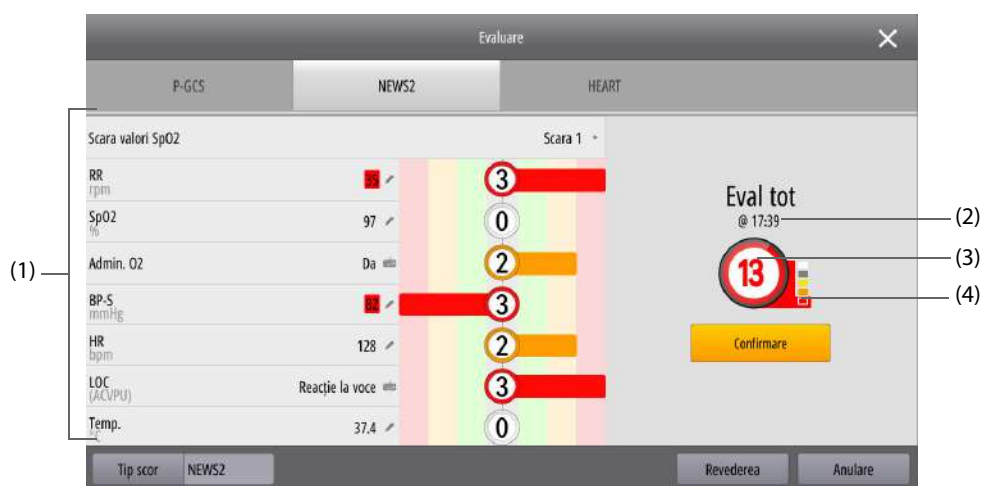 Evaluare
P-GCS NEWS2 HEART
Scara valori SpO2 Scara 1
RR 35 3
rpm
SpO2 97 0
%
Admin. O2 Da 2
BP-S 82 3
mmHg
HR 128 2
bpm
LOC Reacție la voce 3
(ACVPU)
Temp. 37.4 0
°C
Eval tot
@ 17:39
13
Confirmare
Tip scor NEWS2 Revederea Anulare
(1)
(2)
(3)
(4)